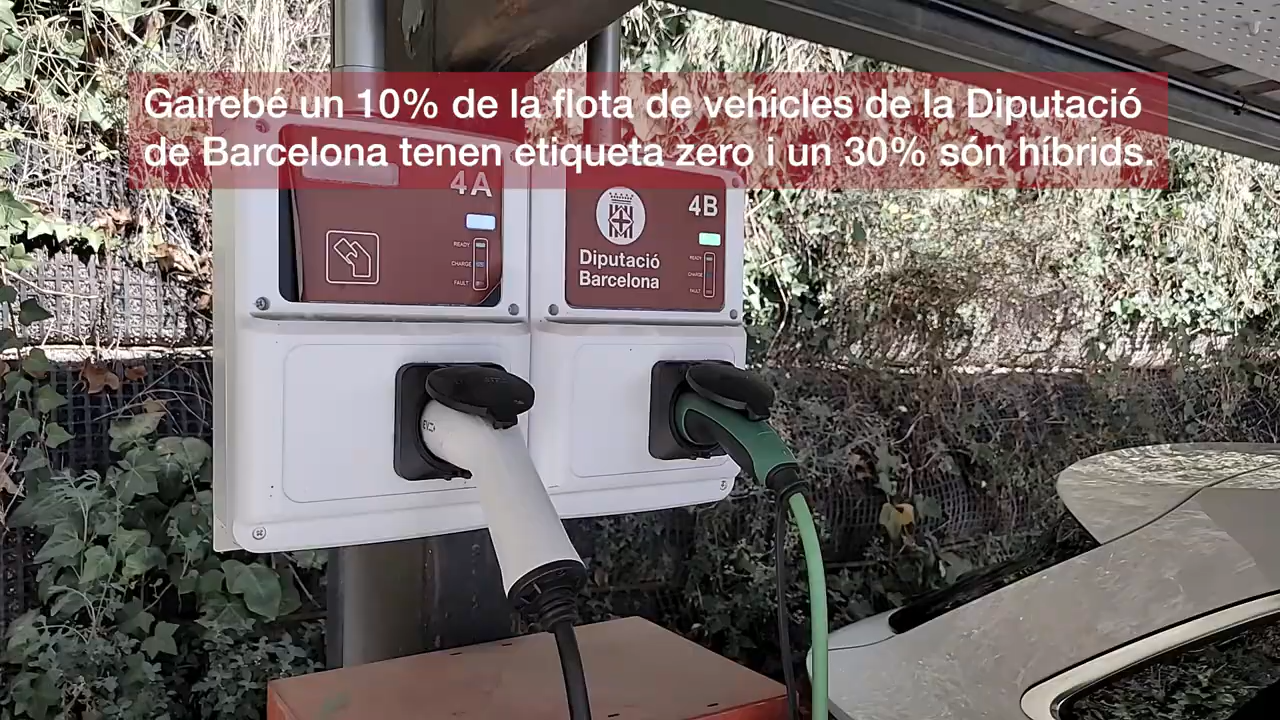 Gairebé un 10% de la flota de vehicles de la Diputació
de Barcelona tenen etiqueta zero i un 30% són híbrids.
4A
READY
CHARGE
FAULT
4B
Diputació
Barcelona
READY
CHARGE
FAULT